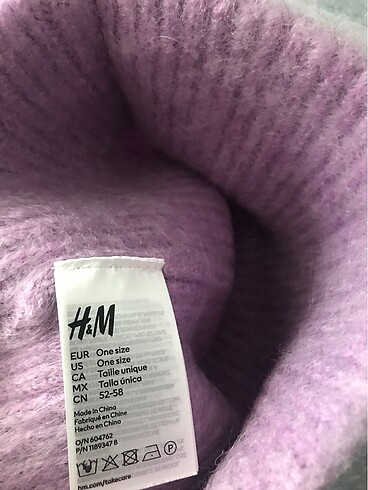 H&M
EUR One size
US One size
CA Taille unique
MX Talla única
CN 52-58
Made in China
Fabriqué en Chine
Hecho en China
O/N 604762
P/N 1189347 8
hm.com/takecare